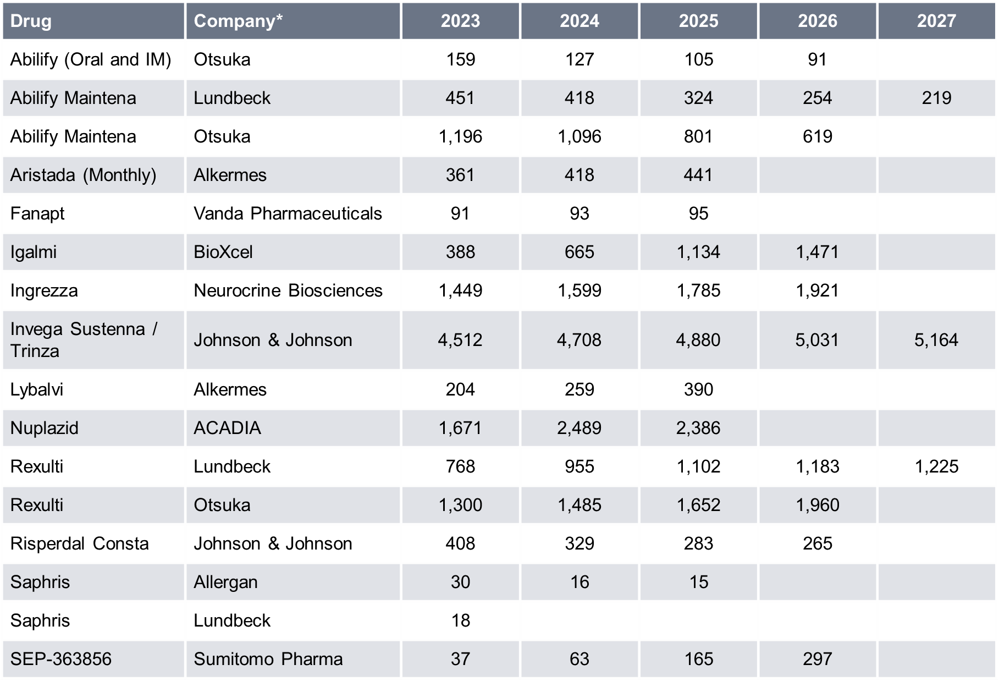 Drug Company* 2023 2024 2025 2026 2027
Abilify (Oral and IM) Otsuka 159 127 105 91
Abilify Maintena Lundbeck 451 418 324 254 219
Abilify Maintena Otsuka 1,196 1,096 801 619
Aristada (Monthly) Alkermes 361 418 441
Fanapt Vanda Pharmaceuticals 91 93 95
Igalmi BioXcel 388 665 1,134 1,471
Ingrezza Neurocrine Biosciences 1,449 1,599 1,785 1,921
Invega Sustenna /
Trinza Johnson & Johnson 4,512 4,708 4,880 5,031 5,164
Lybalvi Alkermes 204 259 390
Nuplazid ACADIA 1,671 2,489 2,386
Rexulti Lundbeck 768 955 1,102 1,183 1,225
Rexulti Otsuka 1,300 1,485 1,652 1,960
Risperdal Consta Johnson & Johnson 408 329 283 265
Saphris Allergan 30 16 15
Saphris Lundbeck 18
SEP-363856 Sumitomo Pharma 37 63 165 297